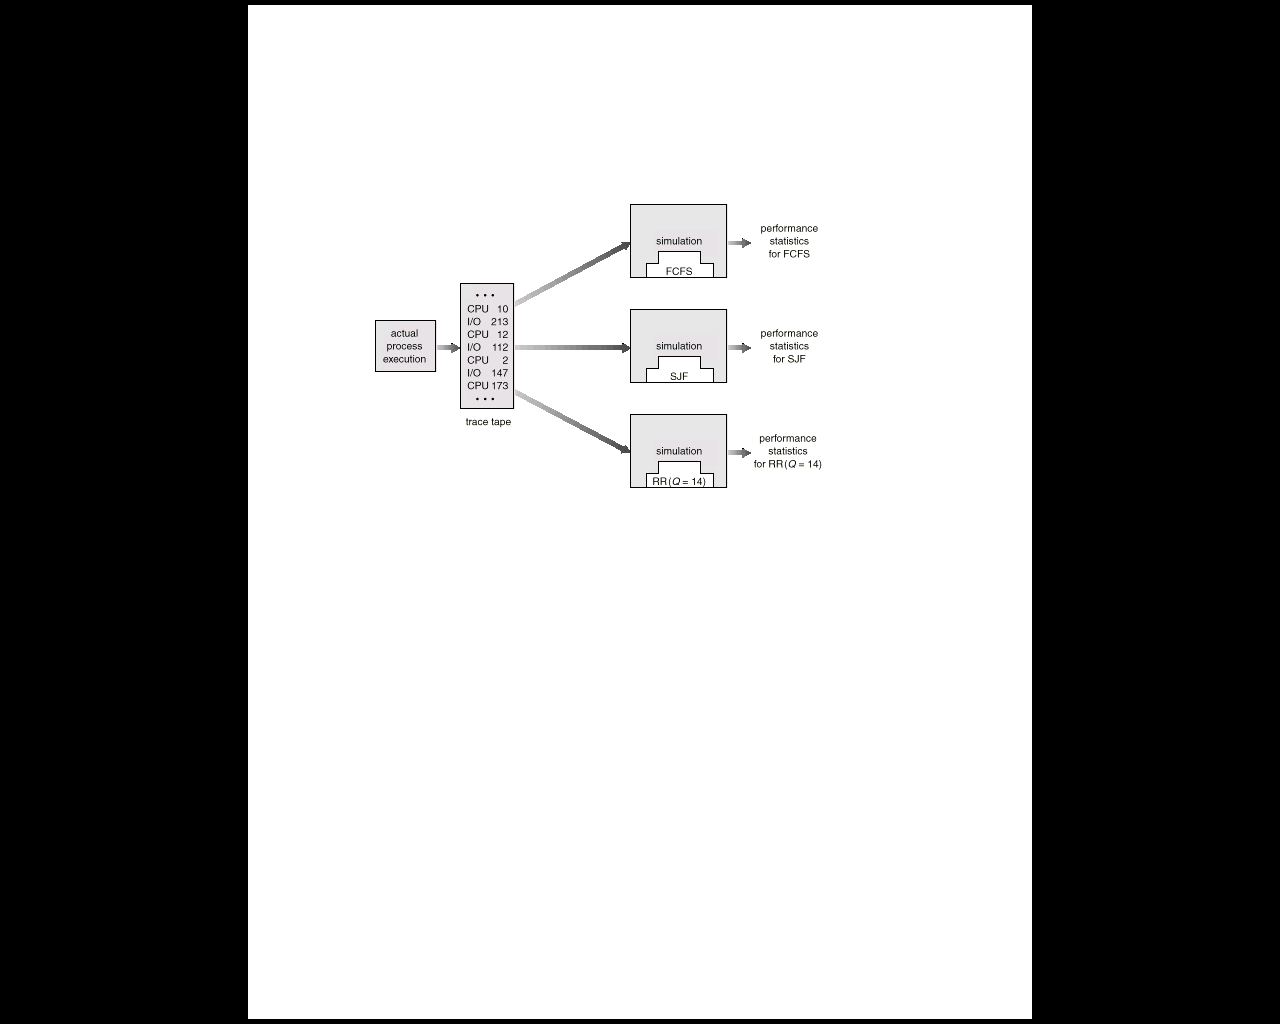 actual
process
execution
• • •
CPU 10
I/O 213
CPU 12
I/O 112
CPU 2
I/O 147
CPU 173
• • •
trace tape
simulation
FCFS
performance
statistics
for FCFS
simulation
SJF
performance
statistics
for SJF
simulation
RR (Q = 14)
performance
statistics
for RR (Q = 14)